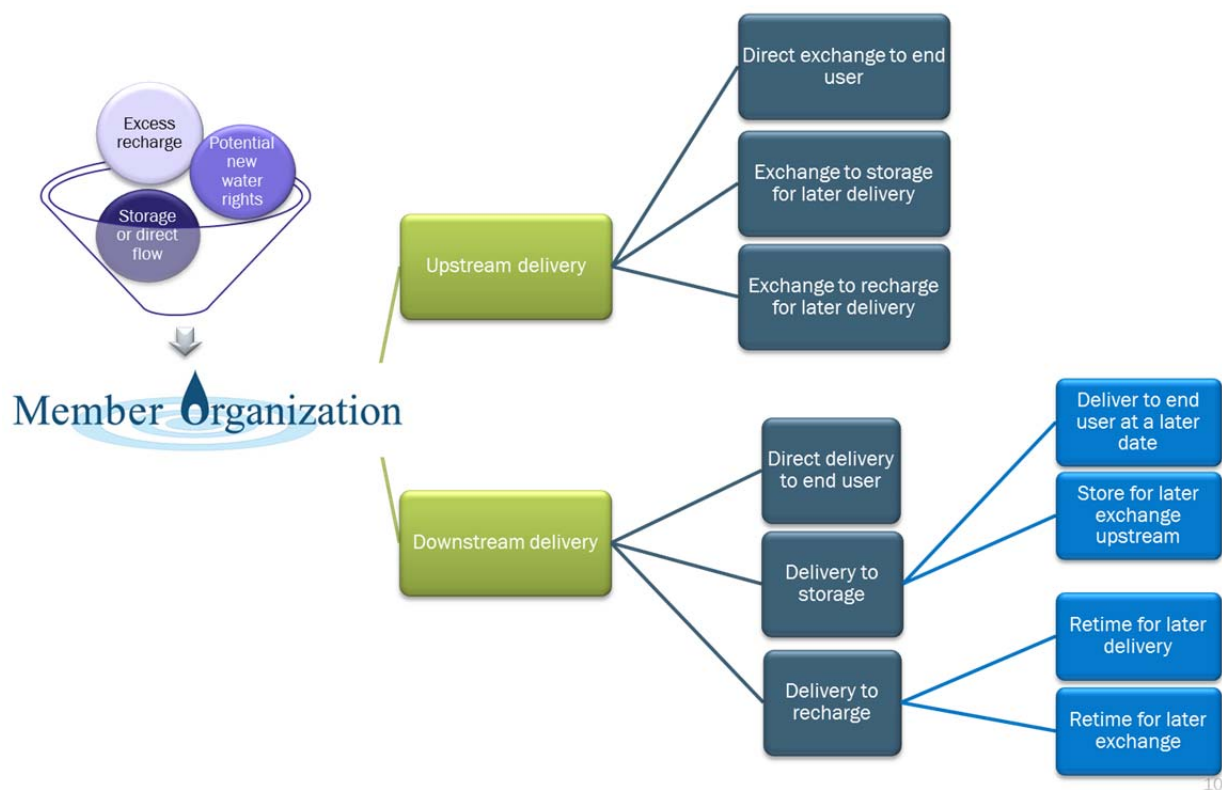 Excess
recharge
Potential
new
water
rights
Storage
or direct
flow
Member Organization
Upstream delivery
Direct exchange to end
user
Exchange to storage
for later delivery
Exchange to recharge
for later delivery
Downstream delivery
Direct delivery
to end user
Delivery to
storage
Delivery to
recharge
Deliver to end
user at a later
date
Store for later
exchange
upstream
Retime for later
delivery
Retime for later
exchange
10